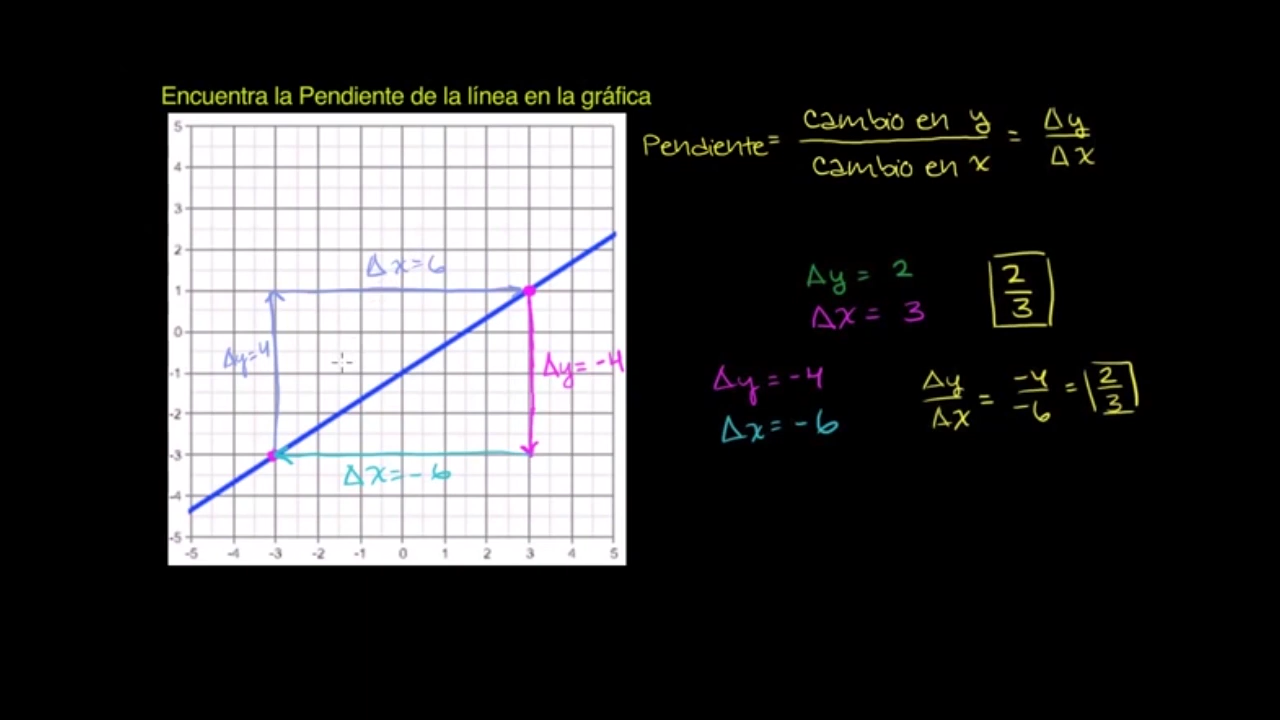 Encuentra la Pendiente de la línea en la gráfica
Pendiente = cambio en y / cambio en x = Δy / Δx
5
4
3
2
1
0
-1
-2
-3
-4
-5
-5 -4 -3 -2 -1 0 1 2 3 4 5
Δx=6
Δy=4
Δy=-4
Δx=-6
Δy = 2
Δx = 3
2/3
Δy = -4
Δx = -6
Δy / Δx = -4 / -6 = 2/3